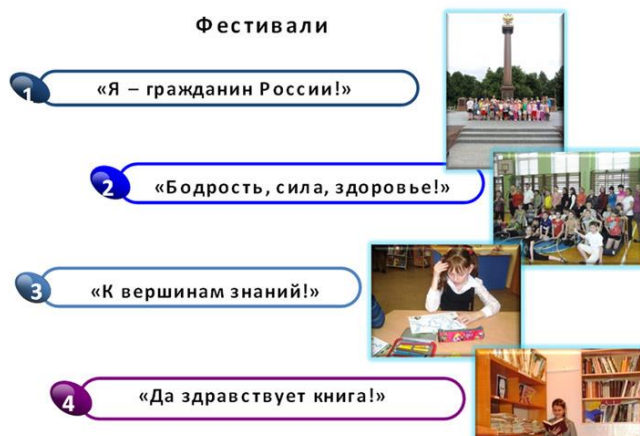 Фестивали
1
«Я – гражданин России!»
2
«Бодрость, сила, здоровье!»
3
«К вершинам знаний!»
4
«Да здравствует книга!»